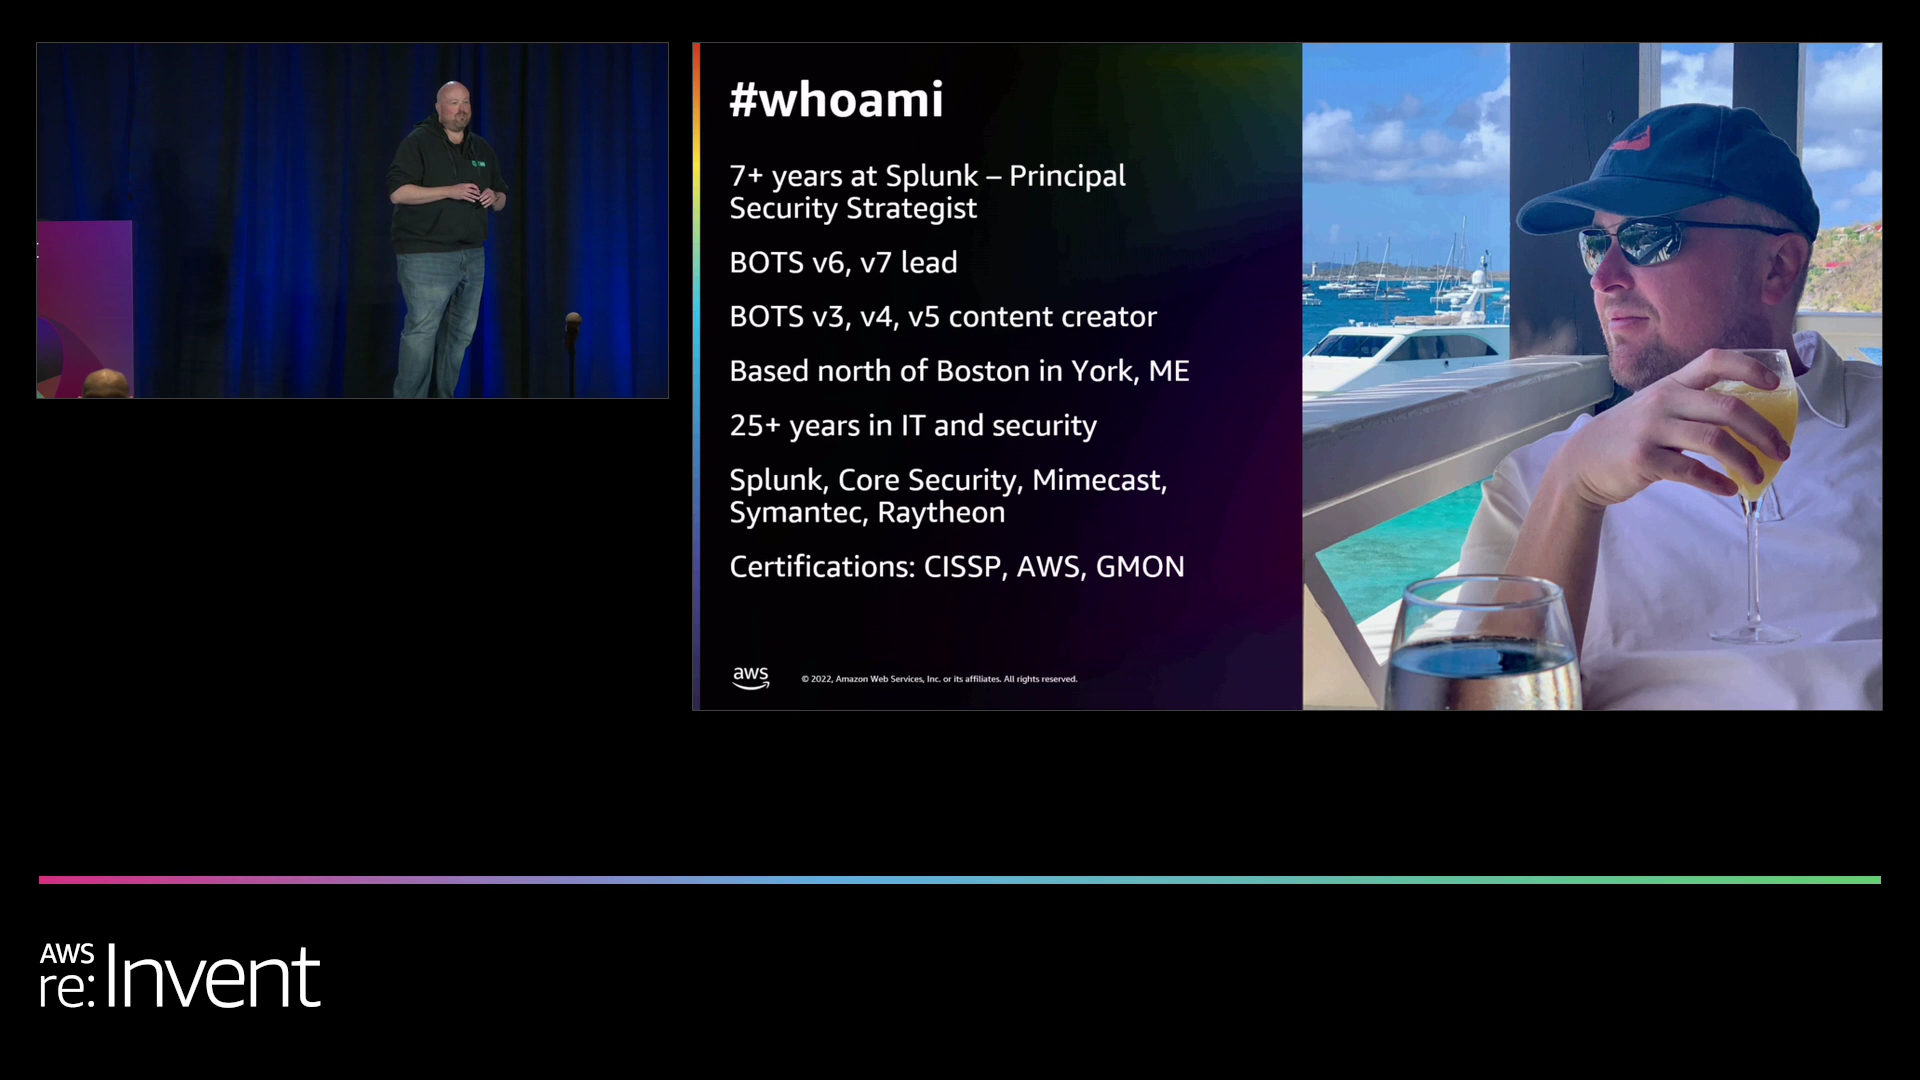 #whoami
7+ years at Splunk – Principal
Security Strategist
BOTS v6, v7 lead
BOTS v3, v4, v5 content creator
Based north of Boston in York, ME
25+ years in IT and security
Splunk, Core Security, Mimecast,
Symantec, Raytheon
Certifications: CISSP, AWS, GMON
aws
© 2022, Amazon Web Services, Inc. or its affiliates. All rights reserved.
AWS
re:Invent